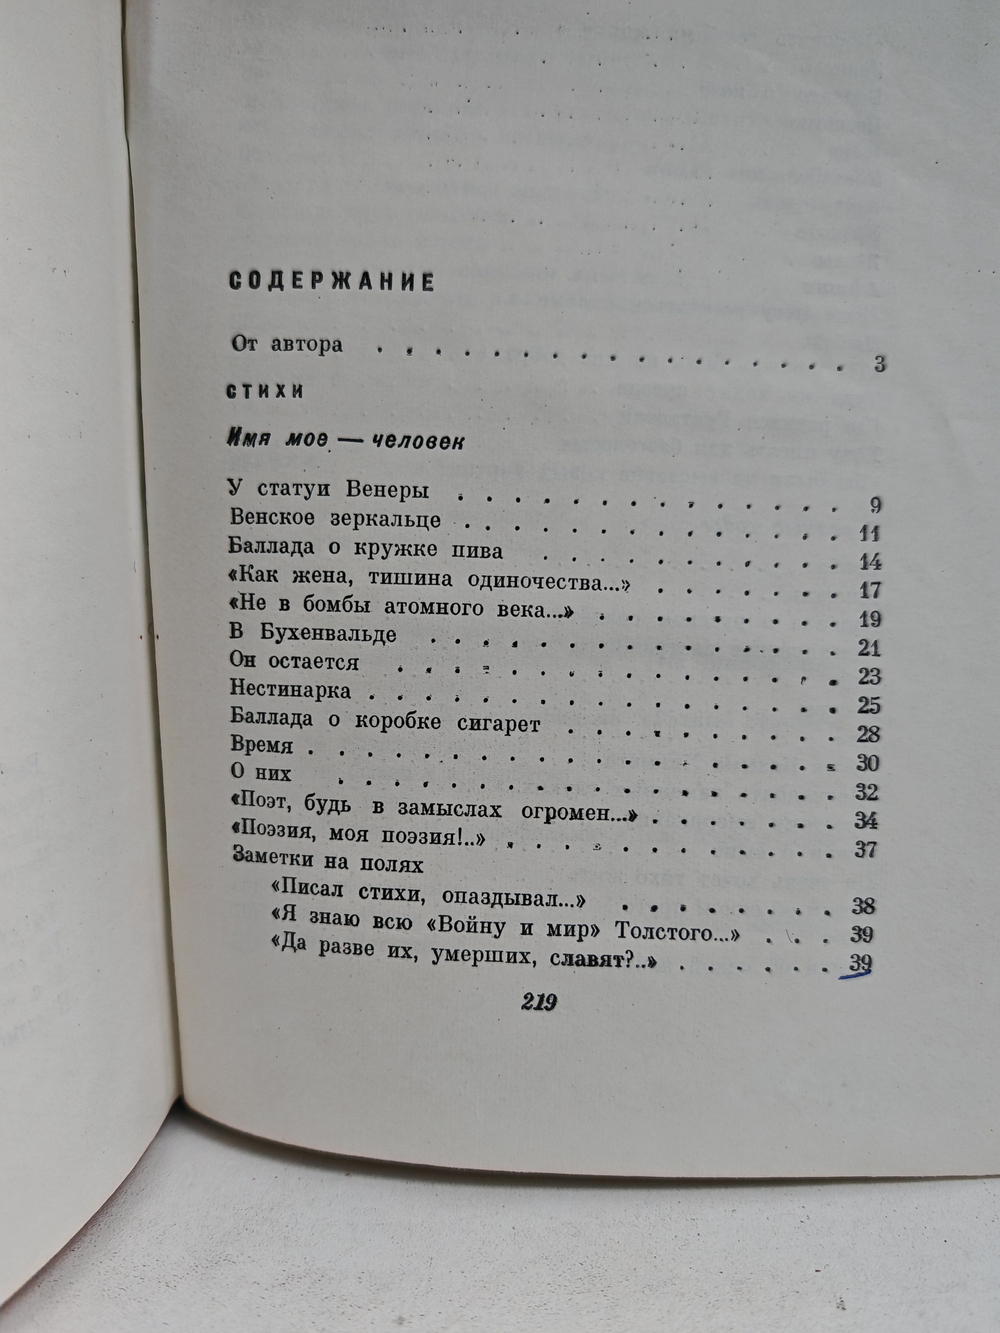 СОДЕРЖАНИЕ
От автора . . . . . . . . . . . . . . . . . 3
СТИХИ
Имя мое — человек
У статуи Венеры . . . . . . . . . . . . . . 9
Венское зеркальце . . . . . . . . . . . . . 11
Баллада о кружке пива . . . . . . . . . . . 14
«Как жена, тишина одиночества...» . . . . . . . 17
«Не в бомбы атомного века...» . . . . . . . . . 19
В Бухенвальде . . . . . . . . . . . . . . . 21
Он остается . . . . . . . . . . . . . . . . 23
Нестинарка . . . . . . . . . . . . . . . . . 25
Баллада о коробке сигарет . . . . . . . . . . 28
Время . . . . . . . . . . . . . . . . . . . 30
О них . . . . . . . . . . . . . . . . . . 32
«Поэт, будь в замыслах огромен...» . . . . . . . 34
«Поэзия, моя поэзия!..» . . . . . . . . . . . . 37
Заметки на полях
«Писал стихи, опаздывал...» . . . . . . . . 38
«Я знаю всю «Войну и мир» Толстого...» . . . 39
«Да разве их, умерших, славят?..» . . . . . . 39
219